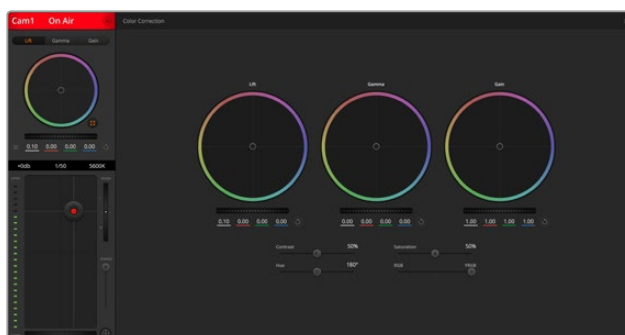 Cam1 On Air Color Correction
Lift Gamma Gain
Lift Gamma Gain
0.10 0.00 0.00 0.00
+0db 1/50 5600K
0.10 0.00 0.00 0.00 0.00 0.00 0.00 0.00 1.00 1.00 1.00 1.00
Contrast 50% Saturation 50%
Hue 180° RGB